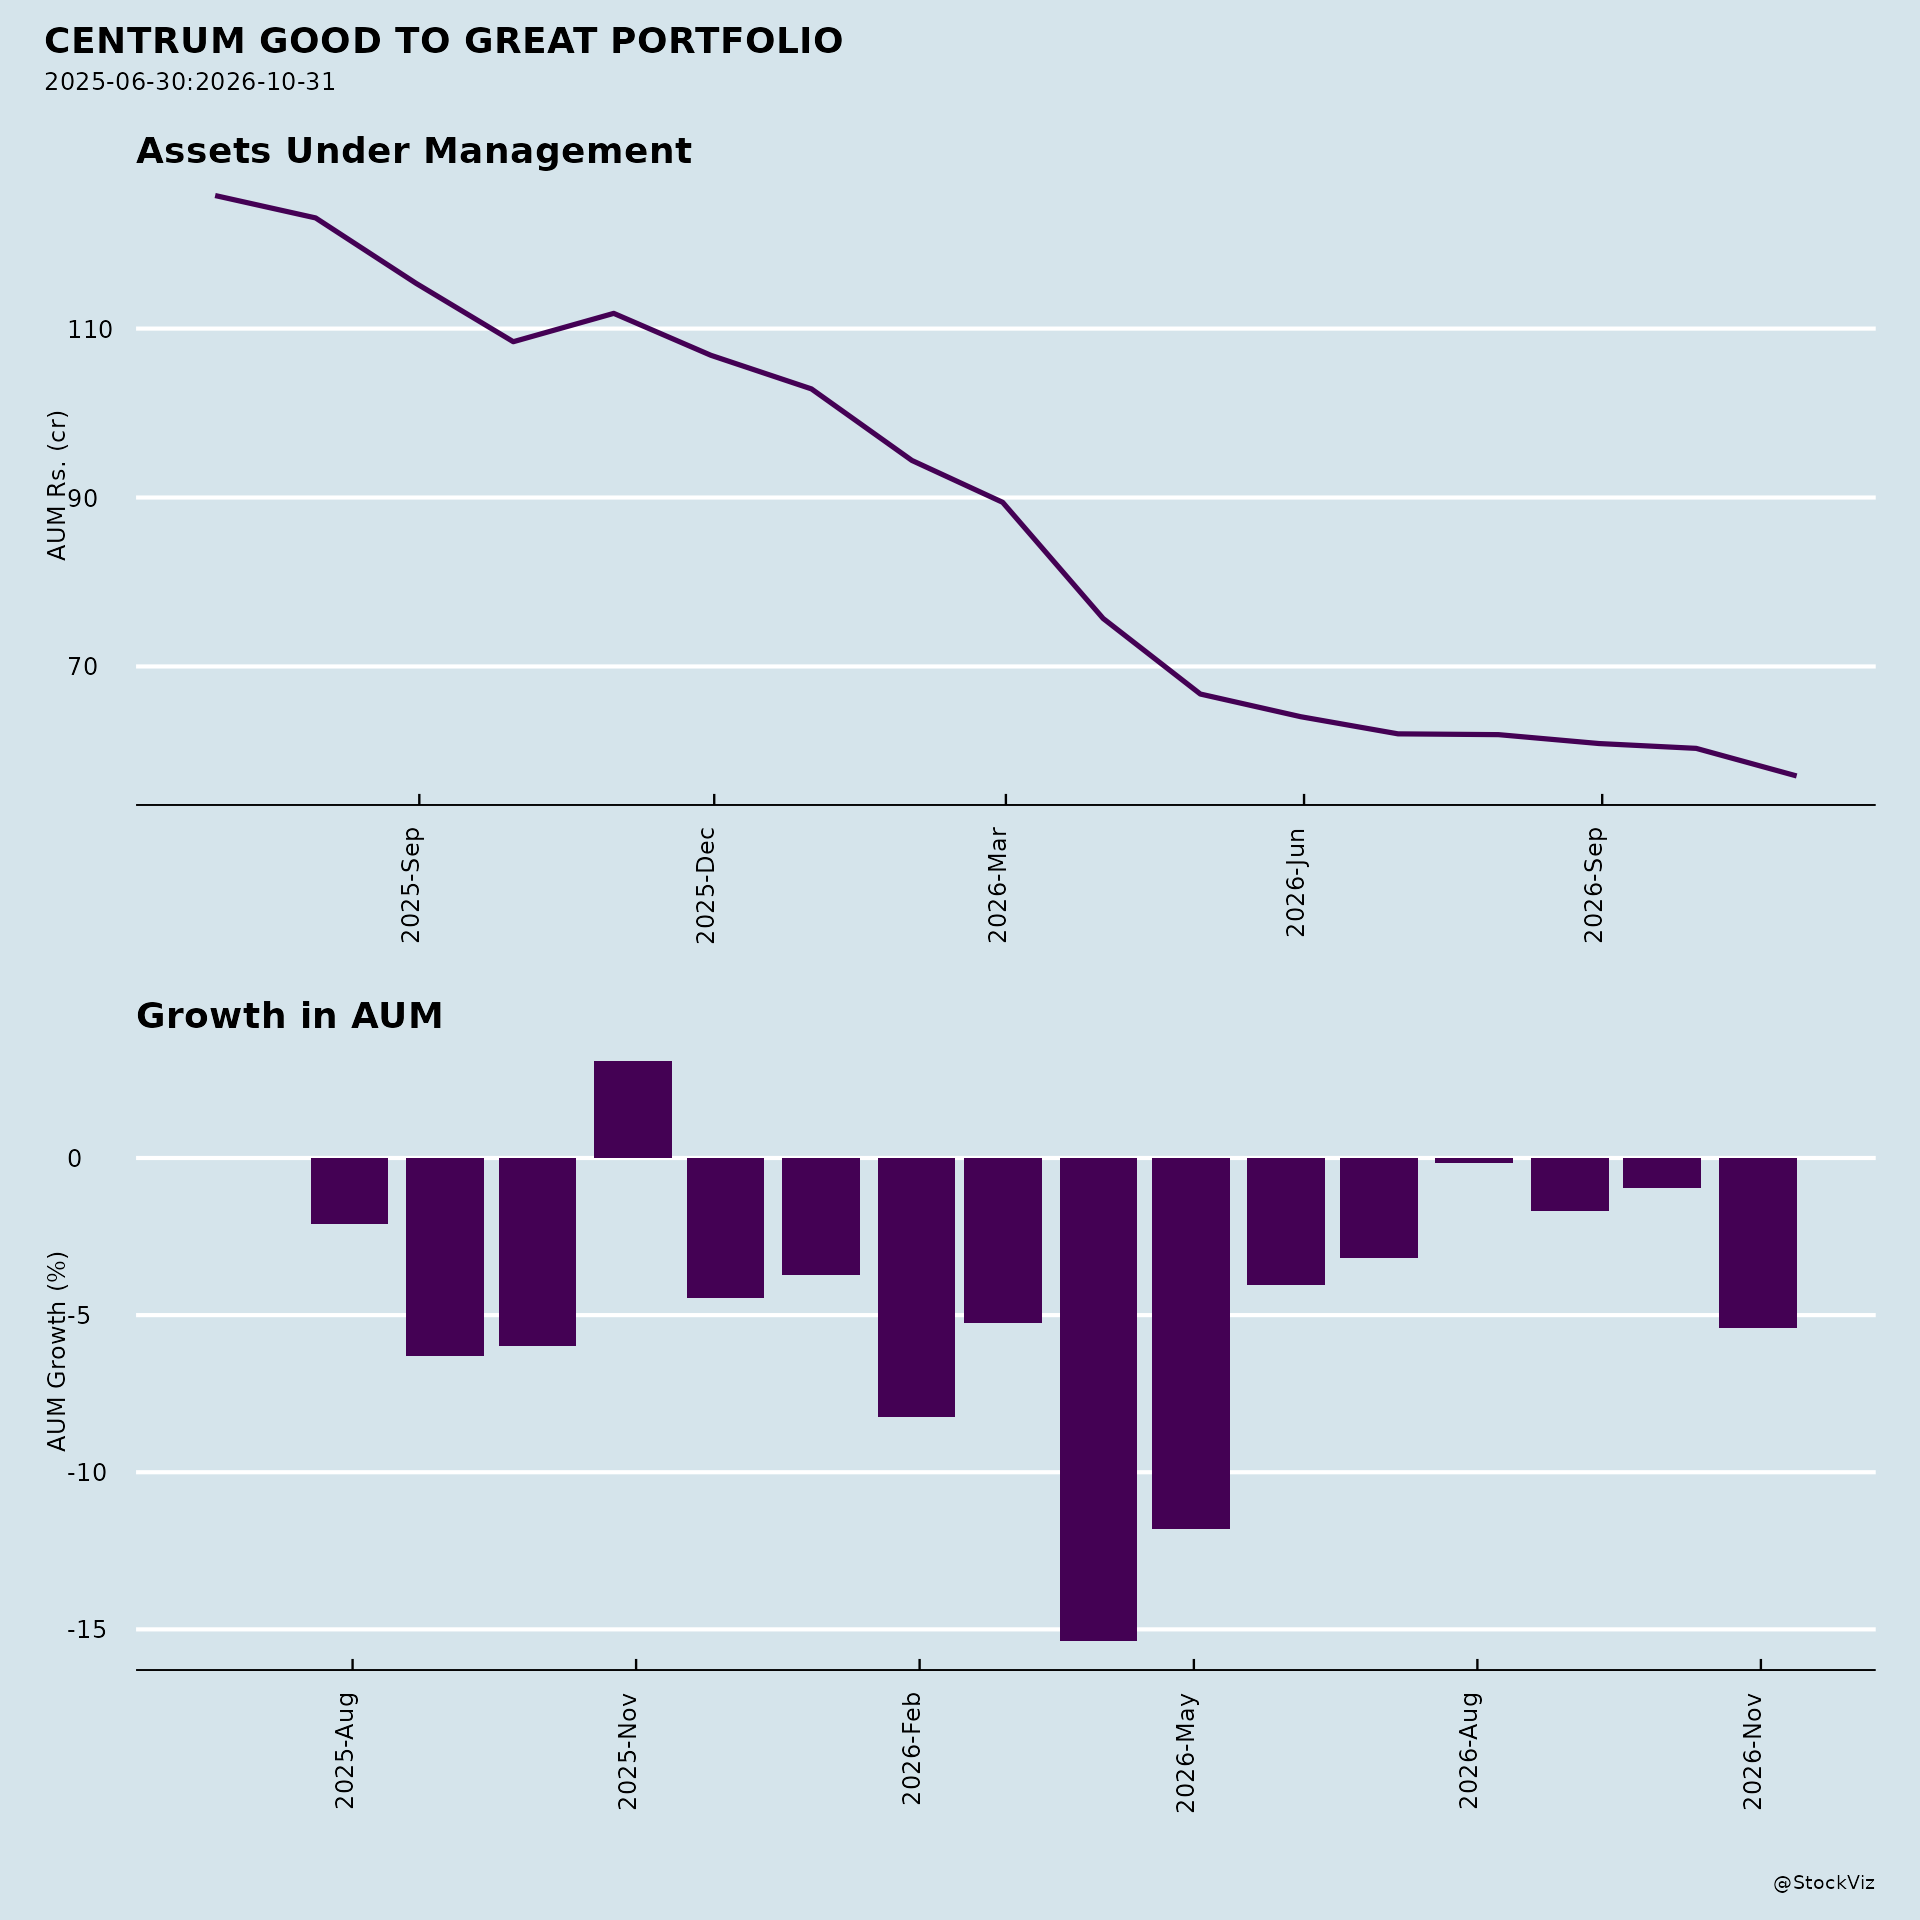 CENTRUM GOOD TO GREAT PORTFOLIO
2025-06-30:2026-10-31
Assets Under Management
AUM Rs. (cr)
110
90
70
2025-Sep
2025-Dec
2026-Mar
2026-Jun
2026-Sep
Growth in AUM
AUM Growth (%)
0
-5
-10
-15
2025-Aug
2025-Nov
2026-Feb
2026-May
2026-Aug
2026-Nov
@StockViz